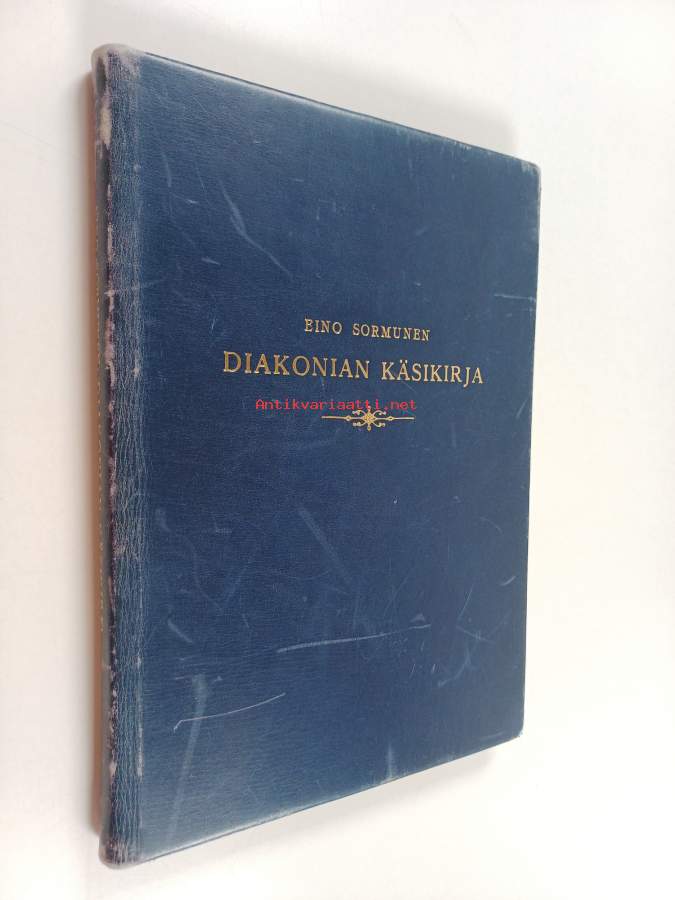 EINO SORMUNEN
DIAKONIAN KÄSIKIRJA
Antikvariaatti.net